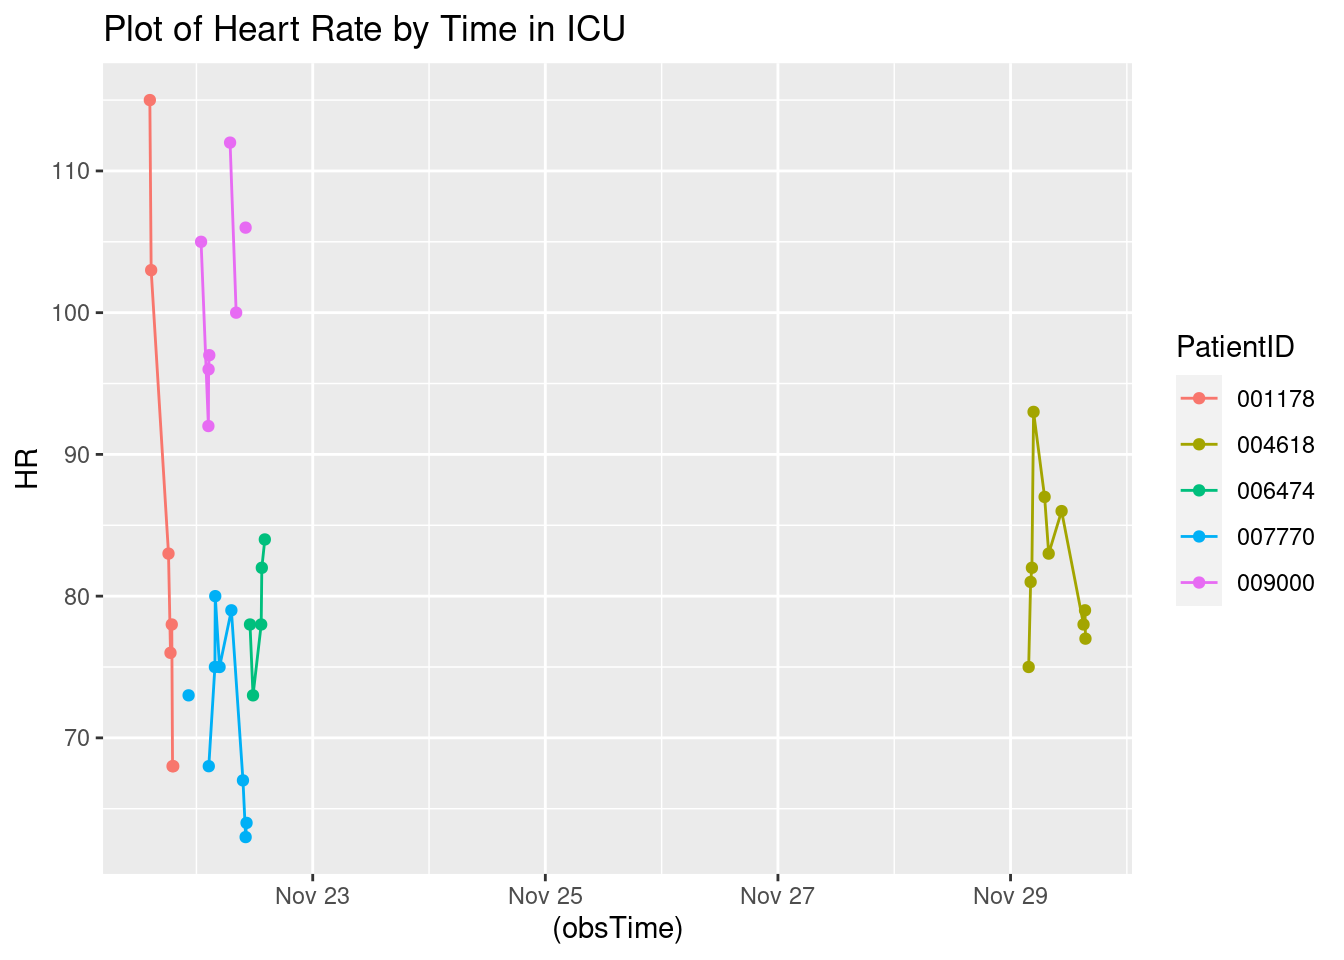 Plot of Heart Rate by Time in ICU
110
100
90
80
70
HR
Nov 23
Nov 25
Nov 27
Nov 29
(obsTime)
PatientID
001178
004618
006474
007770
009000